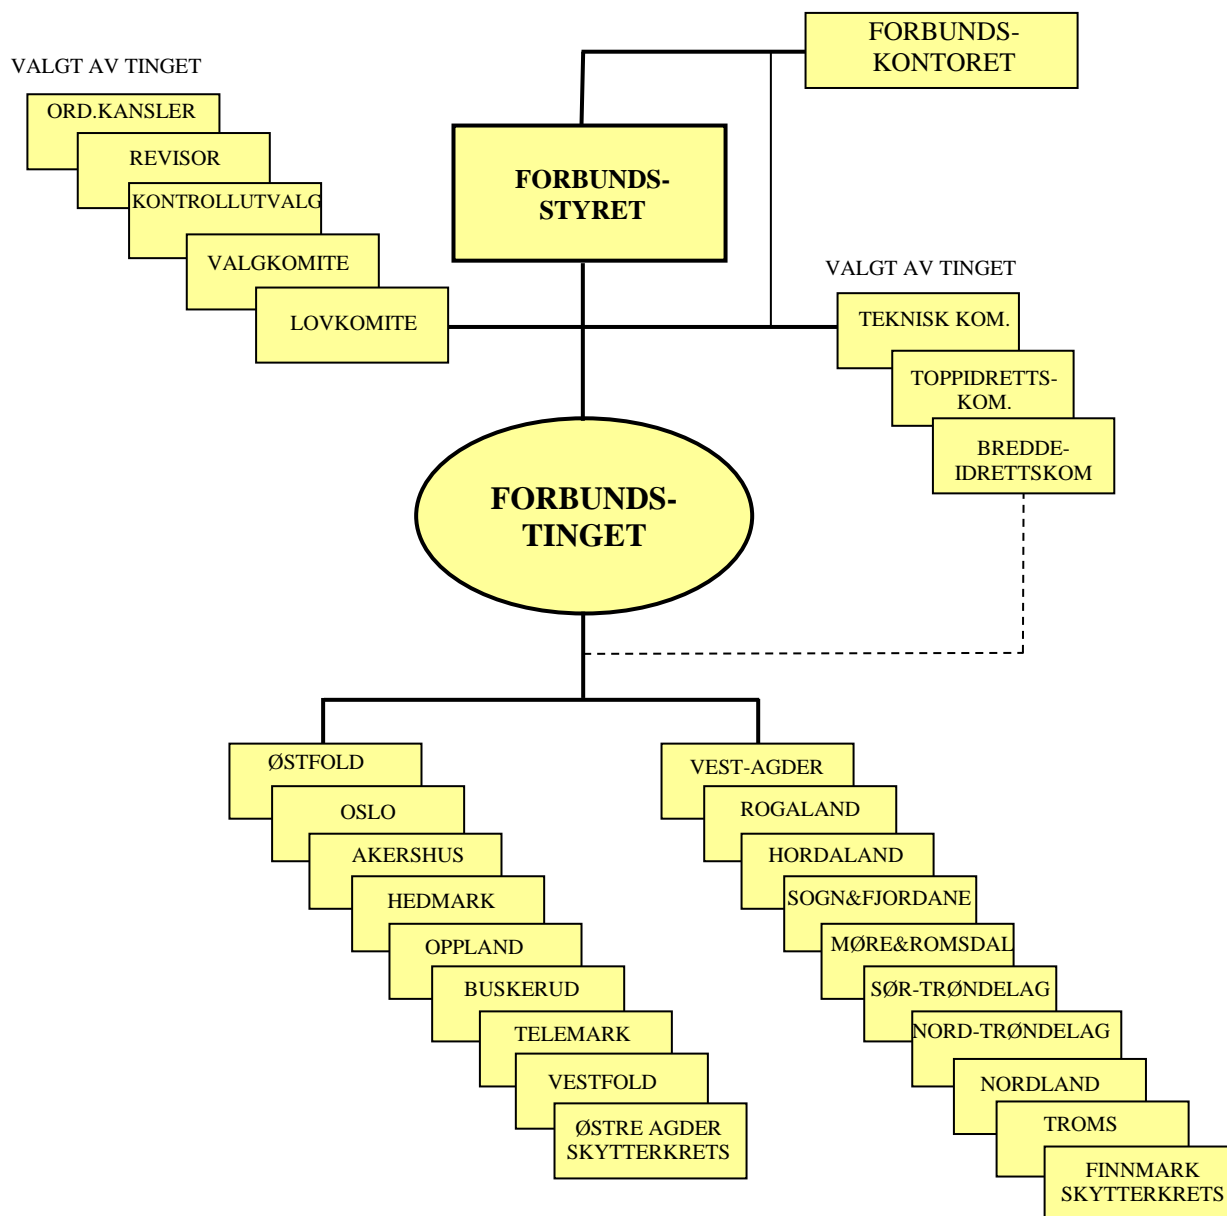 FORBUNDS-
KONTORET
VALGT AV TINGET
ORD.KANSLER
REVISOR
KONTROLLUTVALG
VALGKOMITE
LOVKOMITE
FORBUNDS-
STYRET
VALGT AV TINGET
TEKNISK KOM.
TOPPIDRETTS-
KOM.
BREDDE-
IDRETTSKOM
FORBUNDS-
TINGET
ØSTFOLD
OSLO
AKERSHUS
HEDMARK
OPPLAND
BUSKERUD
TELEMARK
VESTFOLD
ØSTRE AGDER
SKYTTERKRETS
VEST-AGDER
ROGALAND
HORDALAND
SOGN&FJORDANE
MØRE&ROMSDAL
SØR-TRØNDELAG
NORD-TRØNDELAG
NORDLAND
TROMS
FINNMARK
SKYTTERKRETS